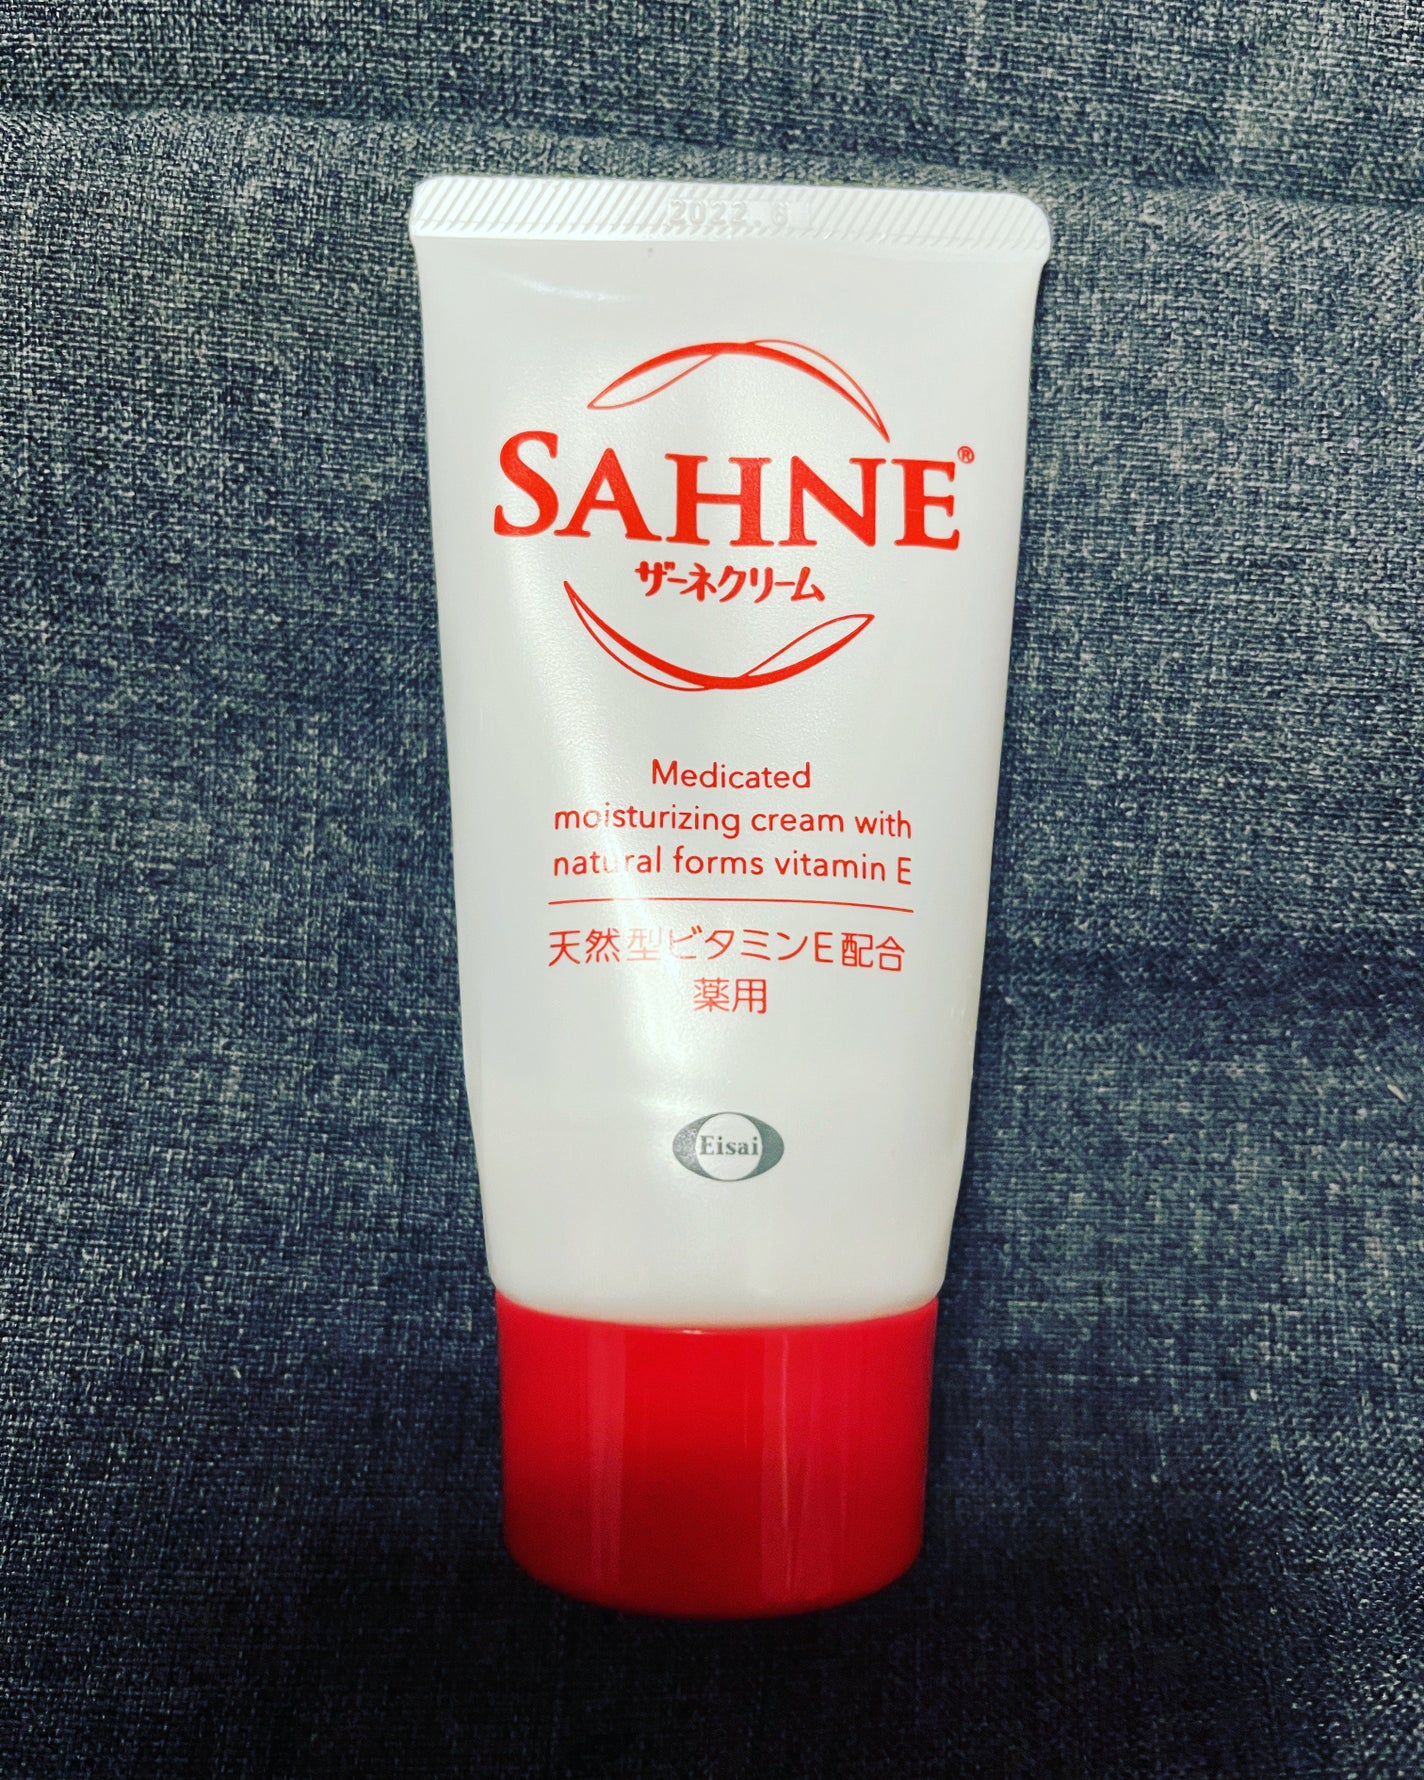 2022.6
SAHNE®
ザーネクリーム
Medicated
moisturizing cream with
natural forms vitamin E
天然型ビタミンE配合
薬用
Eisai